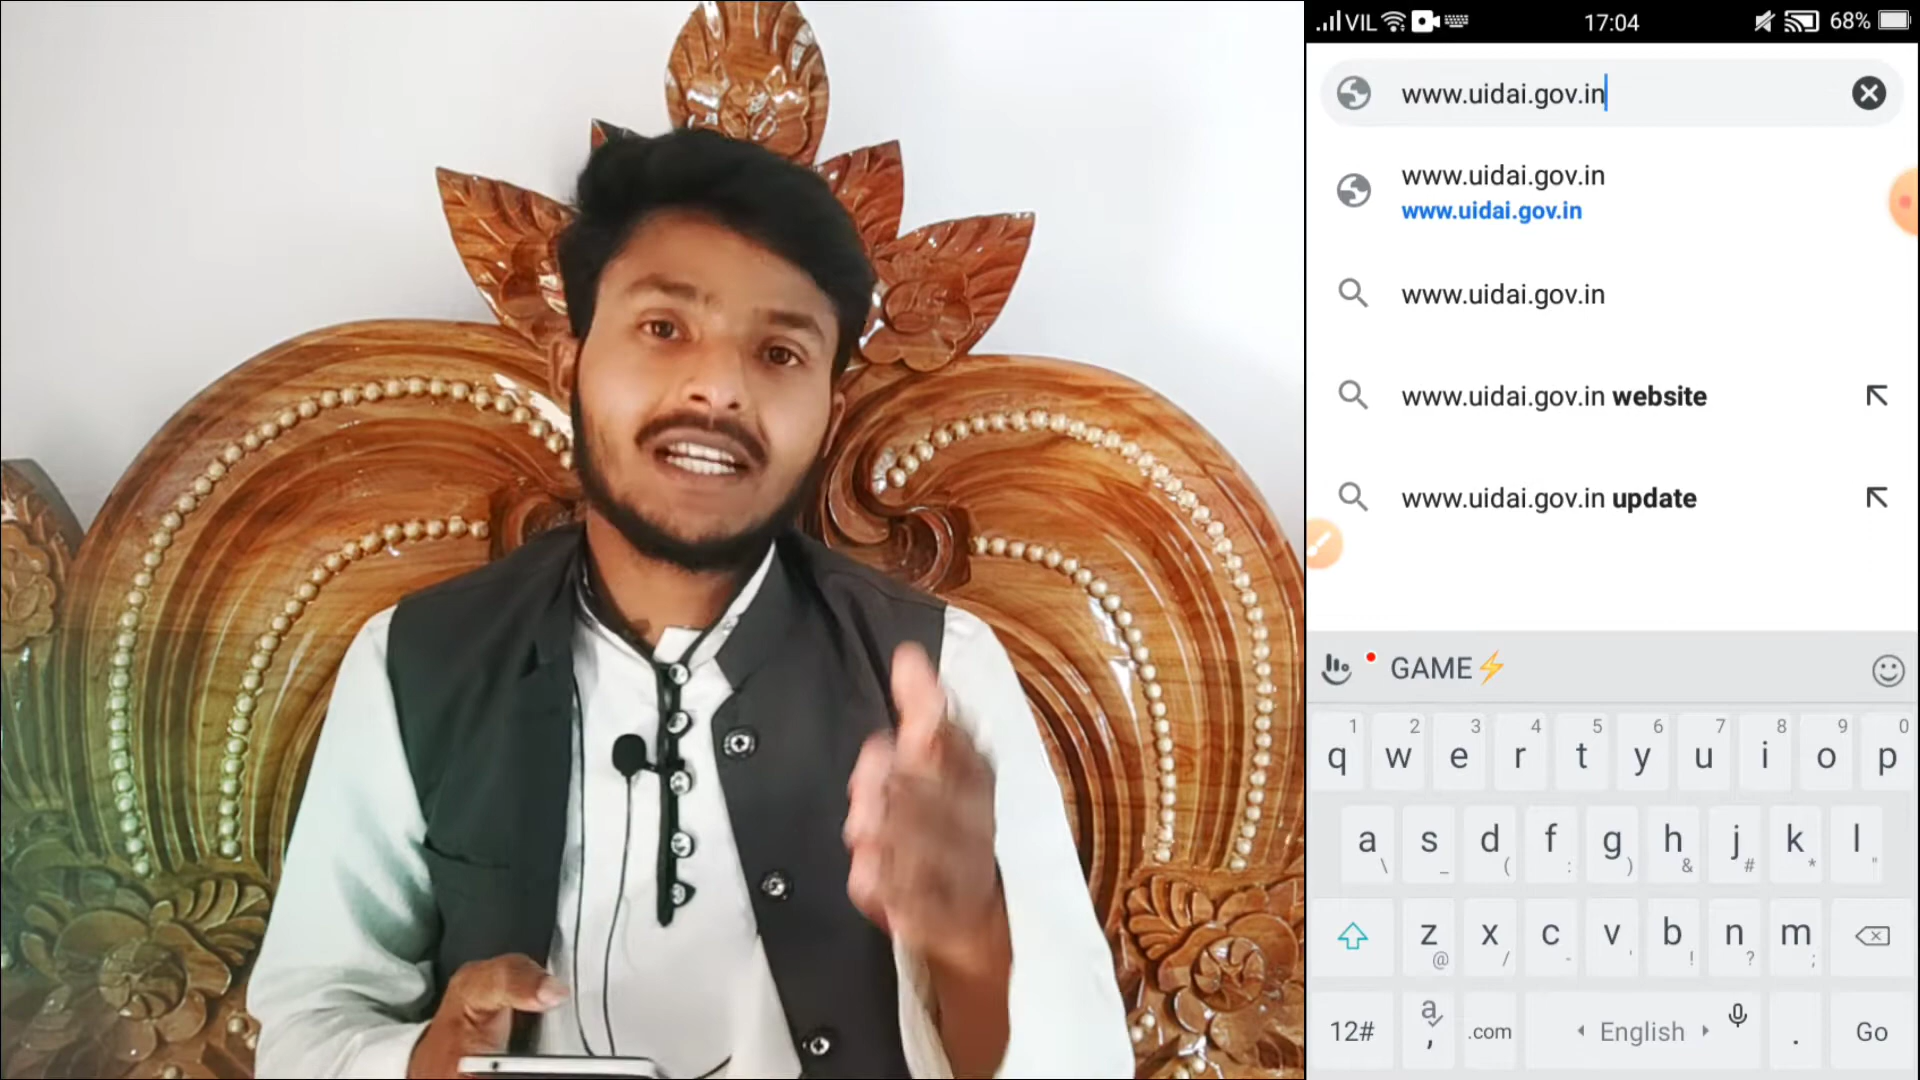 VIL 17:04 68%
www.uidai.gov.in
www.uidai.gov.in
www.uidai.gov.in
www.uidai.gov.in
www.uidai.gov.in website
www.uidai.gov.in update
GAME⚡
1 2 3 4 5 6 7 8 9 0
q w e r t y u i o p
a s d f g h j k l
\ _ ( : ) & # * "
z x c v b n m
@ / - ' ! ? ;
12# a , .com English . Go